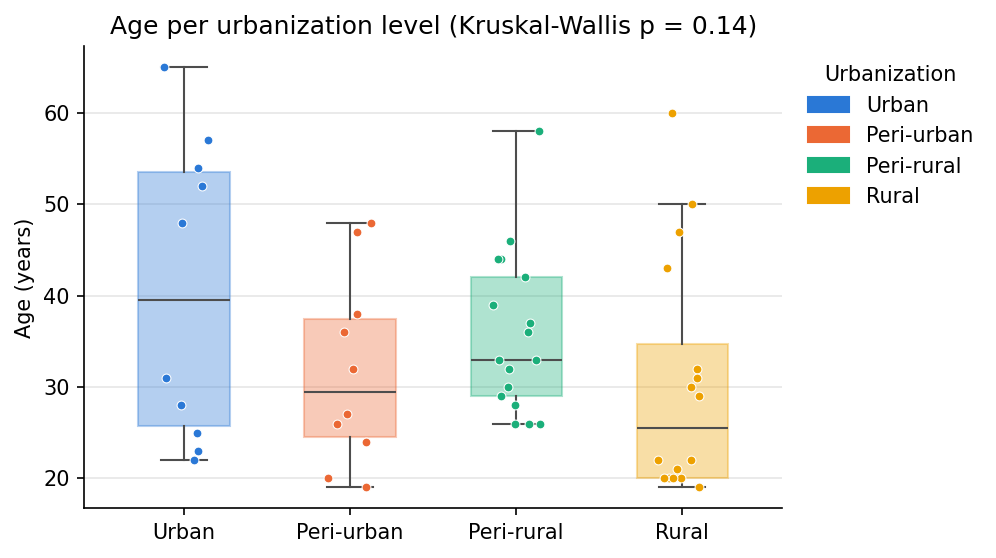 Age per urbanization level (Kruskal-Wallis p = 0.14)
Age (years)
60
50
40
30
20
Urban
Peri-urban
Peri-rural
Rural
Urbanization
Urban
Peri-urban
Peri-rural
Rural